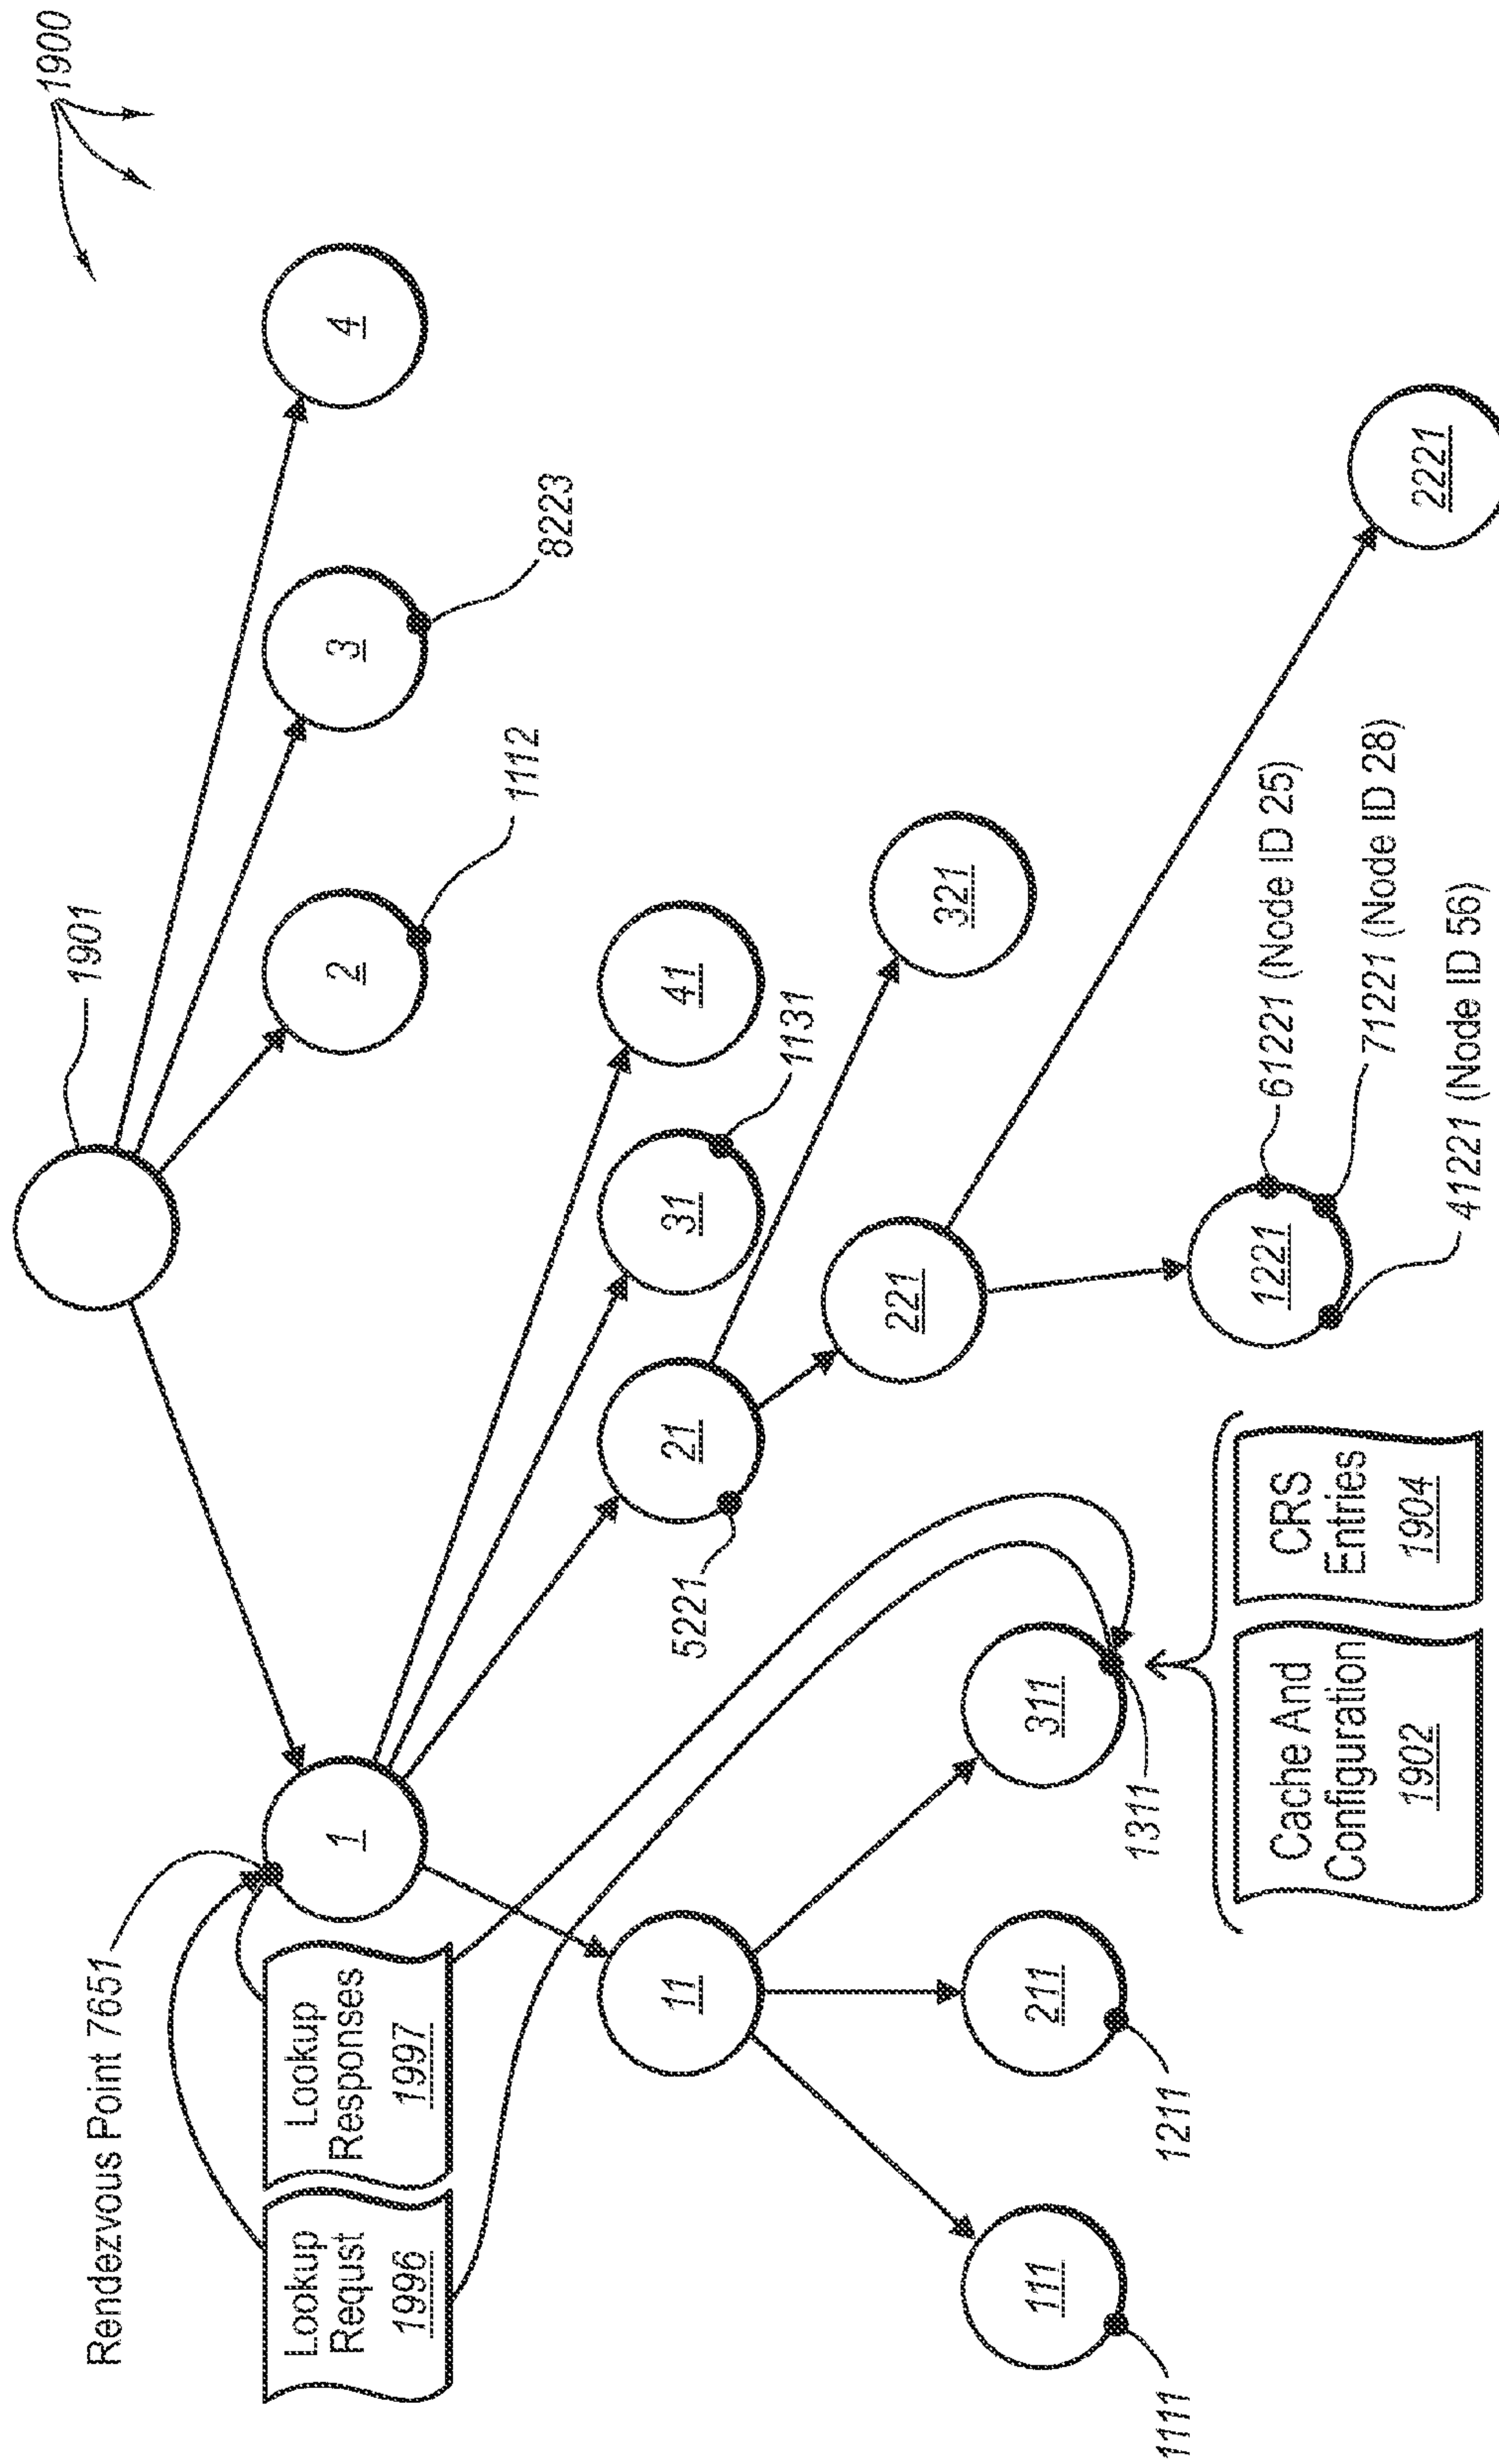 1900
1901
Rendezvous Point 7651
Lookup
Requst
1996
Lookup
Responses
1997
1
2
3
4
1112
8223
11
21
31
41
5221
1131
111
211
311
221
321
1111
1211
1311
1221
2221
61221 (Node ID 25)
71221 (Node ID 28)
41221 (Node ID 56)
Cache And
Configuration
1902
CRS
Entries
1904